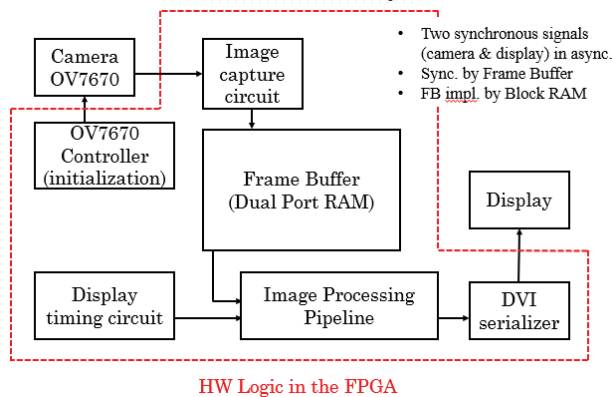 Camera
OV7670
Image
capture
circuit
• Two synchronous signals
(camera & display) in async.
• Sync. by Frame Buffer
• FB impl. by Block RAM
OV7670
Controller
(initialization)
Frame Buffer
(Dual Port RAM)
Display
Display
timing circuit
Image Processing
Pipeline
DVI
serializer
HW Logic in the FPGA